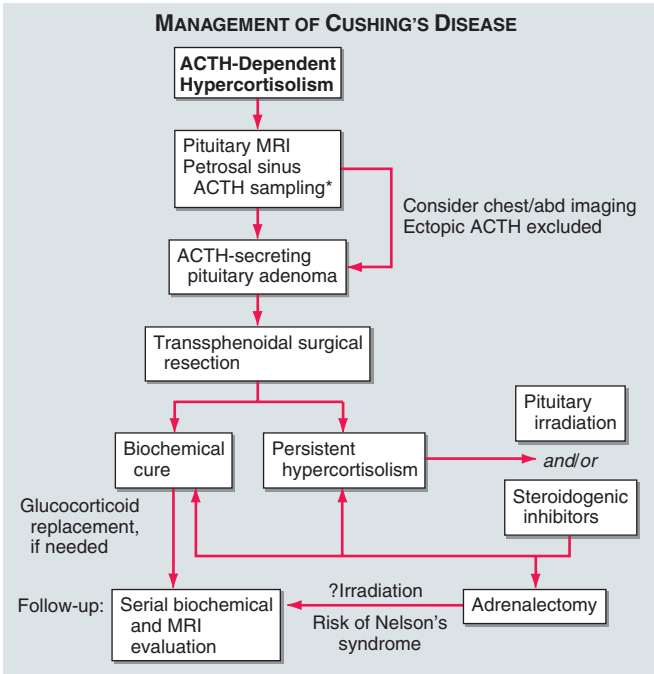 MANAGEMENT OF CUSHING'S DISEASE
ACTH-Dependent
Hypercortisolism
Pituitary MRI
Petrosal sinus
ACTH sampling*
Consider chest/abd imaging
Ectopic ACTH excluded
ACTH-secreting
pituitary adenoma
Transsphenoidal surgical
resection
Pituitary
irradiation
Biochemical
cure
Persistent
hypercortisolism
and/or
Steroidogenic
inhibitors
Glucocorticoid
replacement,
if needed
Follow-up:
Serial biochemical
and MRI
evaluation
?Irradiation
Risk of Nelson's
syndrome
Adrenalectomy